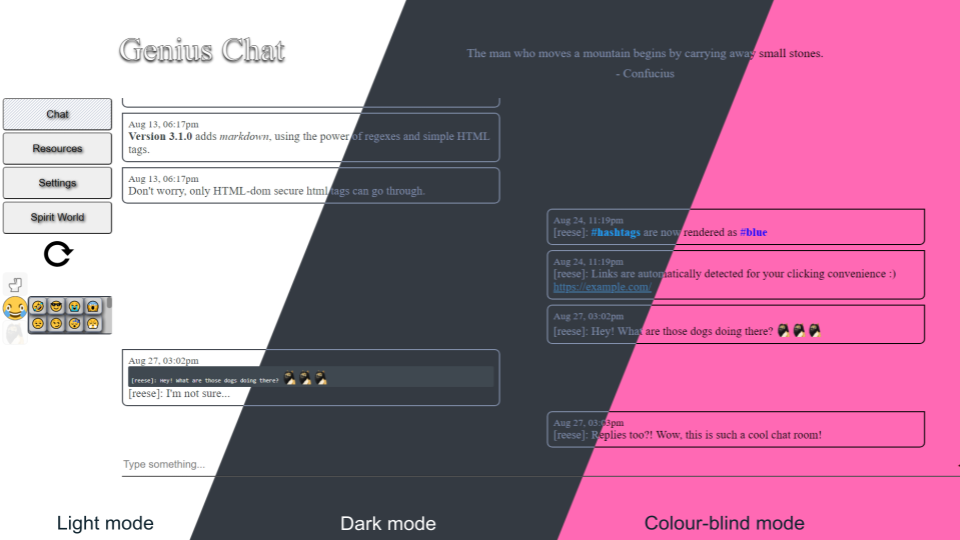 Genius Chat
The man who moves a mountain begins by carrying away small stones.
- Confucius
Chat
Resources
Settings
Spirit World
Aug 13, 06:17pm
Version 3.1.0 adds markdown, using the power of regexes and simple HTML
tags.
Aug 13, 06:17pm
Don't worry, only HTML-dom secure html tags can go through.
Aug 24, 11:19pm
[reese]: #hashtags are now rendered as #blue
Aug 24, 11:19pm
[reese]: Links are automatically detected for your clicking convenience :)
https://example.com/
Aug 27, 03:02pm
[reese]: Hey! What are those dogs doing there?
Aug 27, 03:02pm
[reese]: Hey! What are those dogs doing there?
[reese]: I'm not sure...
Aug 27, 03:03pm
[reese]: Replies too?! Wow, this is such a cool chat room!
Type something...
Light mode
Dark mode
Colour-blind mode